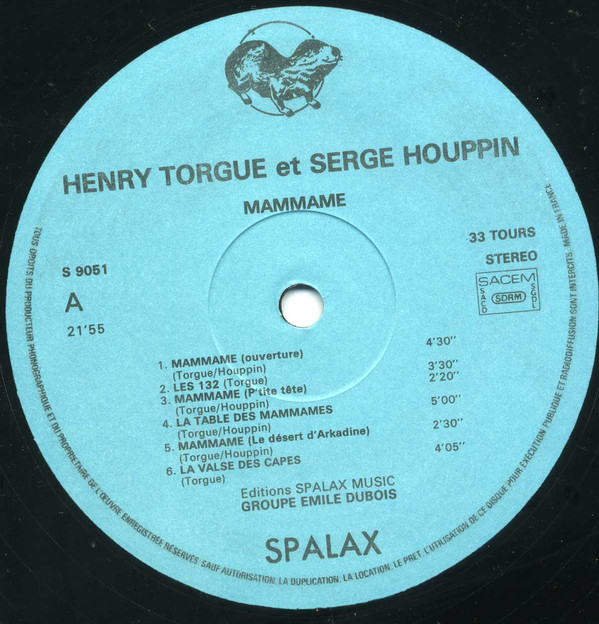 HENRY TORGUE et SERGE HOUPPIN
MAMMAME
S 9051
A
21'55
33 TOURS
STEREO
SACEM
SACD
SDRM
SGDL
1. MAMMAME (ouverture) 4'30''
(Torgue/Houppin)
2. LES 132 (Torgue) 3'30''
3. MAMMAME (P'tite tête) 2'20''
(Torgue/Houppin)
4. LA TABLE DES MAMMAMES 5'00''
(Torgue/Houppin)
5. MAMMAME (Le désert d'Arkadine) 2'30''
(Torgue/Houppin)
6. LA VALSE DES CAPES 4'05''
(Torgue)
Editions SPALAX MUSIC
GROUPE EMILE DUBOIS
SPALAX
TOUS DROITS DU PRODUCTEUR PHONOGRAPHIQUE ET DU PROPRIETAIRE DE L'ŒUVRE ENREGISTREE RESERVES. SAUF AUTORISATION. LA DUPLICATION. LA LOCATION. LE PRET. L'UTILISATION DE CE DISQUE POUR EXECUTION PUBLIQUE ET RADIODIFFUSION SONT INTERDITS. MADE IN FRANCE